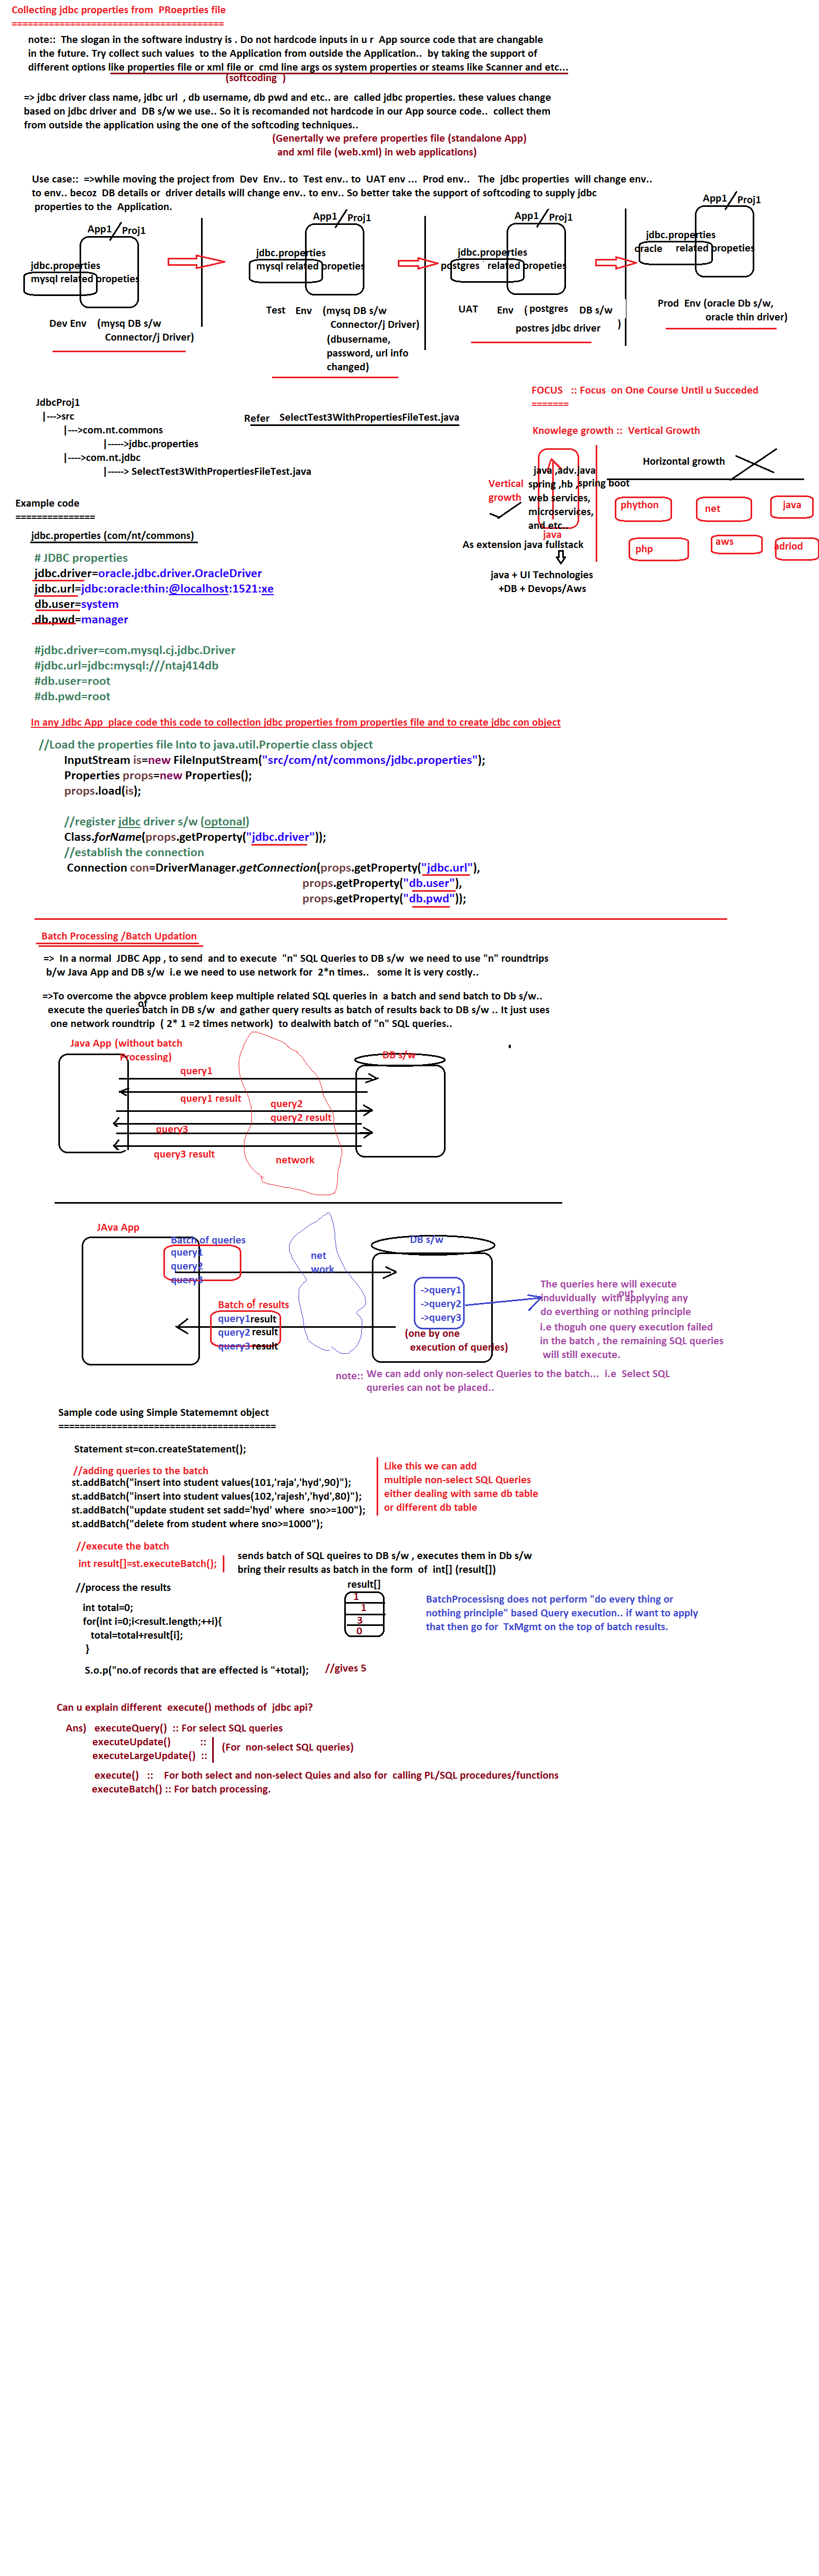 Collecting jdbc properties from  PRoeprties file
========================================
note::  The slogan in the software industry is . Do not hardcode inputs in u r  App source code that are changable
in the future. Try collect such values  to the Application from outside the Application..  by taking the support of
different options like properties file or xml file or  cmd line args os system properties or steams like Scanner and etc...
(softcoding  )
=> jdbc driver class name, jdbc url  , db username, db pwd and etc.. are  called jdbc properties. these values change
based on jdbc driver and  DB s/w we use.. So it is recomanded not hardcode in our App source code..  collect them
from outside the application using the one of the softcoding techniques..
(Genertally we prefere properties file (standalone App)
and xml file (web.xml) in web applications)
Use case::  =>while moving the project from  Dev  Env.. to  Test env.. to  UAT env ...  Prod env..   The  jdbc properties  will change env..
to env.. becoz  DB details or  driver details will change env.. to env.. So better take the support of softcoding to supply jdbc
properties to the  Application.
App1 Proj1
jdbc.properties
mysql related propeties
Dev Env    (mysq DB s/w
Connector/j Driver)
App1 Proj1
jdbc.properties
mysql related propeties
Test    Env    (mysq DB s/w
Connector/j Driver)
(dbusername,
password, url info
changed)
App1 Proj1
jdbc.properties
postgres   related propeties
UAT       Env    ( postgres    DB s/w
postres jdbc driver      )
App1 Proj1
jdbc.properties
oracle     related propeties
Prod  Env (oracle Db s/w,
oracle thin driver)
FOCUS   :: Focus  on One Course Until u Succeded
=======
Knowlege growth ::  Vertical Growth
JdbcProj1
|--->src
|--->com.nt.commons
|----->jdbc.properties
|---->com.nt.jdbc
|-----> SelectTest3WithPropertiesFileTest.java
Refer   SelectTest3WithPropertiesFileTest.java
Vertical
growth
java ,adv.java
spring ,hb ,spring boot
web services,
microservices,
and etc..
java
As extension java fullstack
java + UI Technologies
+DB + Devops/Aws
Horizontal growth
phython
net
java
php
aws
adriod
Example code
===============
jdbc.properties (com/nt/commons)
# JDBC properties
jdbc.driver=oracle.jdbc.driver.OracleDriver
jdbc.url=jdbc:oracle:thin:@localhost:1521:xe
db.user=system
db.pwd=manager
#jdbc.driver=com.mysql.cj.jdbc.Driver
#jdbc.url=jdbc:mysql:///ntaj414db
#db.user=root
#db.pwd=root
In any Jdbc App  place code this code to collection jdbc properties from properties file and to create jdbc con object
//Load the properties file Into to java.util.Propertie class object
InputStream is=new FileInputStream("src/com/nt/commons/jdbc.properties");
Properties props=new Properties();
props.load(is);
//register jdbc driver s/w (optonal)
Class.forName(props.getProperty("jdbc.driver"));
//establish the connection
Connection con=DriverManager.getConnection(props.getProperty("jdbc.url"),
props.getProperty("db.user"),
props.getProperty("db.pwd"));
Batch Processing /Batch Updation
=>  In a normal  JDBC App , to send  and to execute  "n" SQL Queries to DB s/w  we need to use "n" roundtrips
b/w Java App and DB s/w  i.e we need to use network for  2*n times..   some it is very costly..
=>To overcome the aboyce problem keep multiple related SQL queries in  a batch and send batch to Db s/w..
of
execute the queries batch in DB s/w  and gather query results as batch of results back to DB s/w .. It just uses
one network roundtrip  ( 2* 1 =2 times network)  to dealwith batch of "n" SQL queries..
Java App (without batch
Processing)
DB s/w
query1
query1 result
query2
query2 result
query3
query3 result
network
JAva App
Batch of queries
query1
query2
query3
net
work
DB s/w
->query1
->query2
->query3
(one by one
execution of queries)
Batch of results
query1result
query2 result
query3 result
The queries here will execute
out
induvidually  with applyying any
do everthing or nothing principle
i.e thoguh one query execution failed
in the batch , the remaining SQL queries
will still execute.
note:: We can add only non-select Queries to the batch...  i.e  Select SQL
qureries can not be placed..
Sample code using Simple Statememnt object
=========================================
Statement st=con.createStatement();
//adding queries to the batch
st.addBatch("insert into student values(101,'raja','hyd',90)");
st.addBatch("insert into student values(102,'rajesh','hyd',80)");
st.addBatch("update student set sadd='hyd' where  sno>=100");
st.addBatch("delete from student where sno>=1000");
Like this we can add
multiple non-select SQL Queries
either dealing with same db table
or different db table
//execute the batch
int result[]=st.executeBatch();
sends batch of SQL queires to DB s/w , executes them in Db s/w
bring their results as batch in the form  of  int[] (result[])
//process the results
int total=0;
for(int i=0;i<result.length;++i){
total=total+result[i];
}
S.o.p("no.of records that are effected is "+total);     //gives 5
result[]
1
1
3
0
BatchProcessisng does not perform "do every thing or
nothing principle" based Query execution.. if want to apply
that then go for  TxMgmt on the top of batch results.
Can u explain different  execute() methods of  jdbc api?
Ans)   executeQuery()  :: For select SQL queries
executeUpdate()          ::
executeLargeUpdate()  ::
(For  non-select SQL queries)
execute()   ::    For both select and non-select Quies and also for  calling PL/SQL procedures/functions
executeBatch() :: For batch processing.